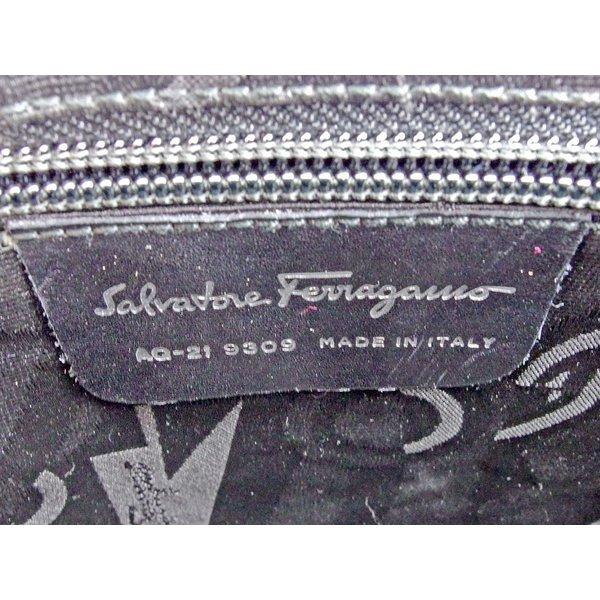 Salvatore Ferragamo
AQ-21 9309 MADE IN ITALY